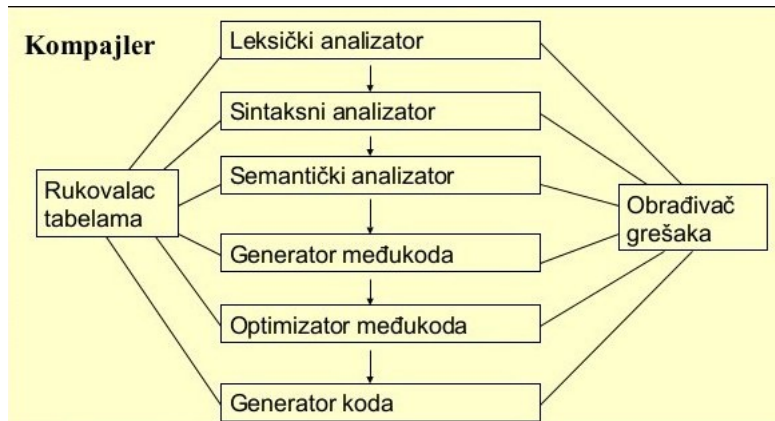 Kompajler
Leksički analizator
Sintaksni analizator
Semantički analizator
Rukovalac
tabelama
Obrađivač
grešaka
Generator međukoda
Optimizator međukoda
Generator koda